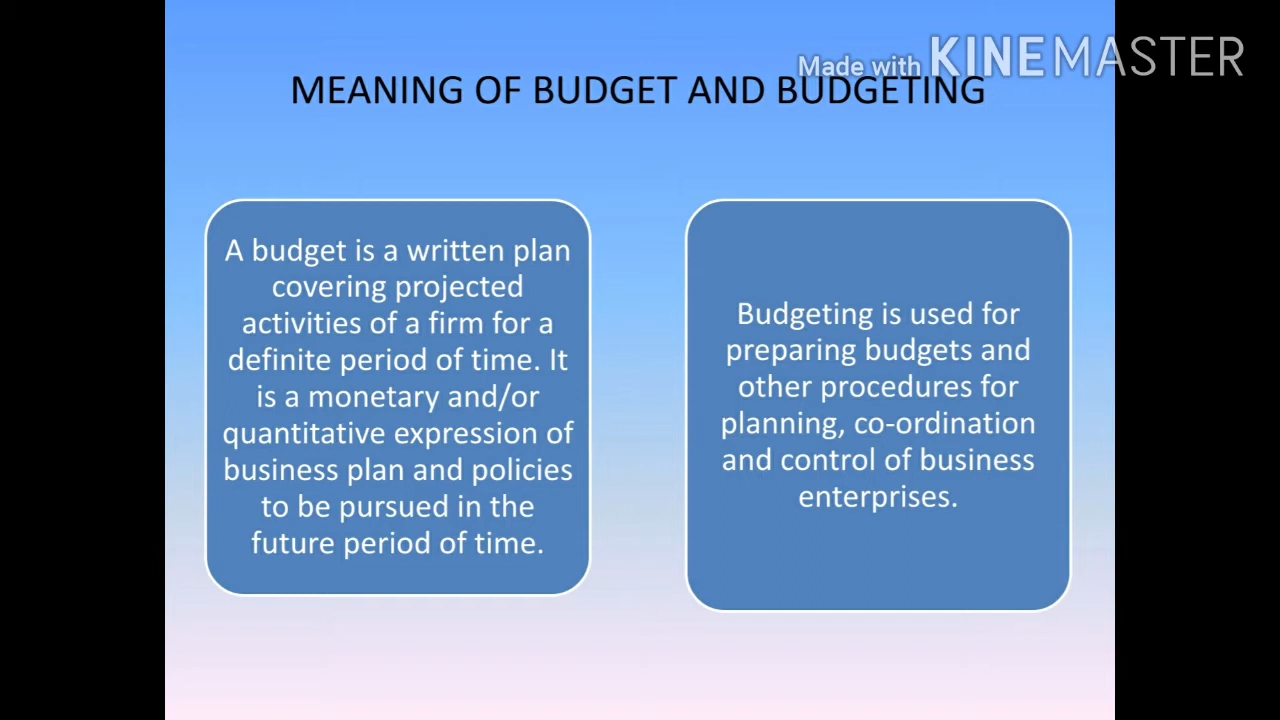 Made with KINEMASTER
MEANING OF BUDGET AND BUDGETING
A budget is a written plan
covering projected
activities of a firm for a
definite period of time. It
is a monetary and/or
quantitative expression of
business plan and policies
to be pursued in the
future period of time.
Budgeting is used for
preparing budgets and
other procedures for
planning, co-ordination
and control of business
enterprises.